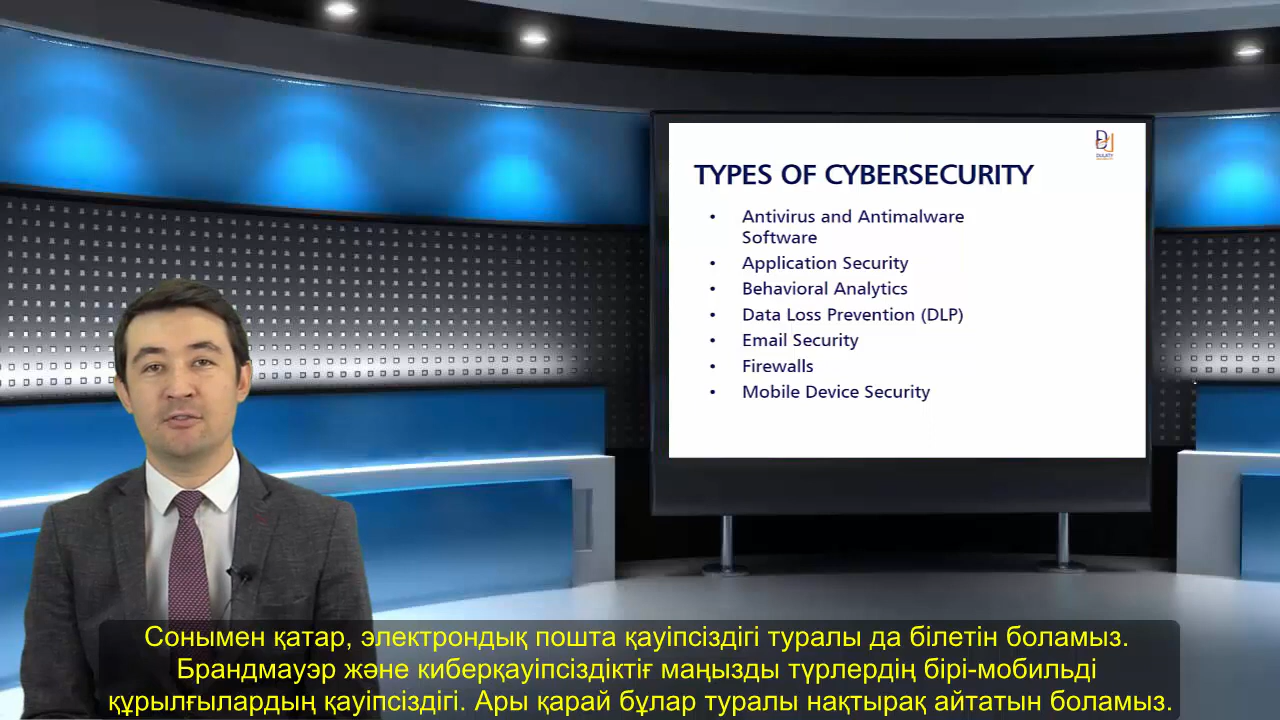 DULATY
TYPES OF CYBERSECURITY
• Antivirus and Antimalware
Software
• Application Security
• Behavioral Analytics
• Data Loss Prevention (DLP)
• Email Security
• Firewalls
• Mobile Device Security
Сонымен қатар, электрондық пошта қауіпсіздігі туралы да білетін боламыз.
Брандмауэр және киберқауіпсіздіктіғ маңызды түрлердің бірі-мобильді
құрылғылардың қауіпсіздігі. Ары қарай бұлар туралы нақтырақ айтатын боламыз.